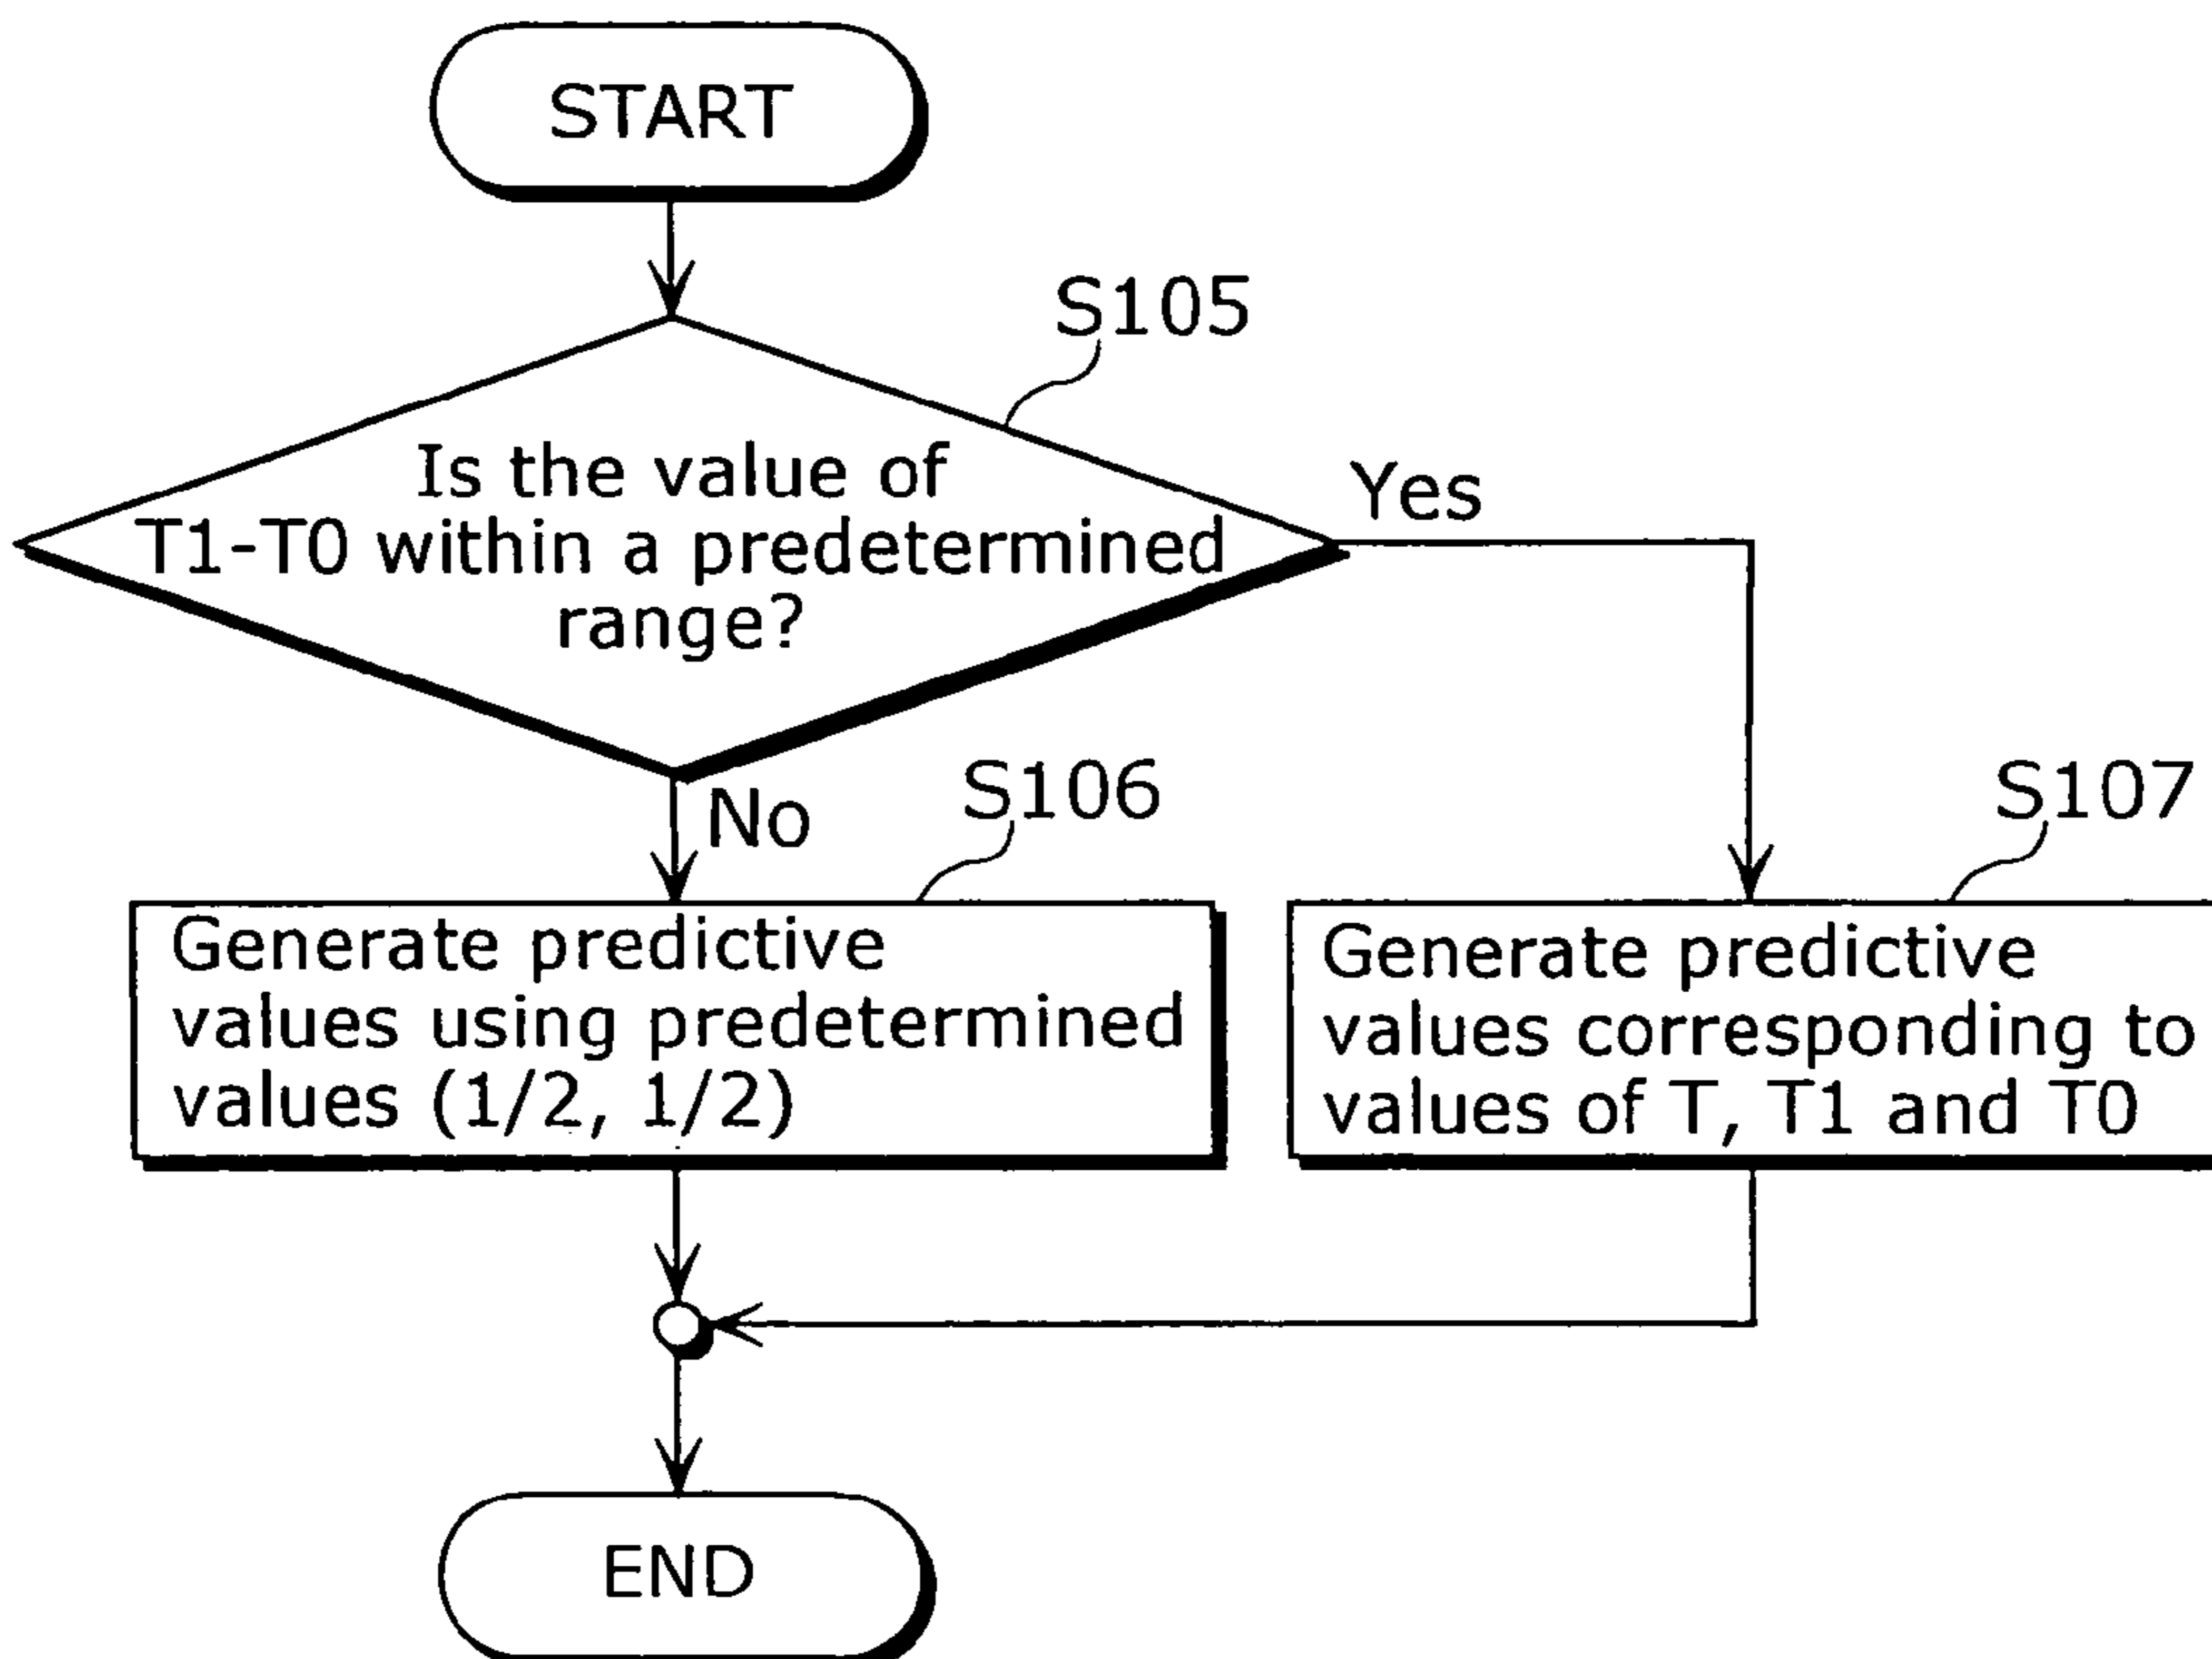 START
S105
Is the value of
T1-T0 within a predetermined
range?
Yes
No
S106
S107
Generate predictive
values using predetermined
values (1/2, 1/2)
Generate predictive
values corresponding to
values of T, T1 and T0
END